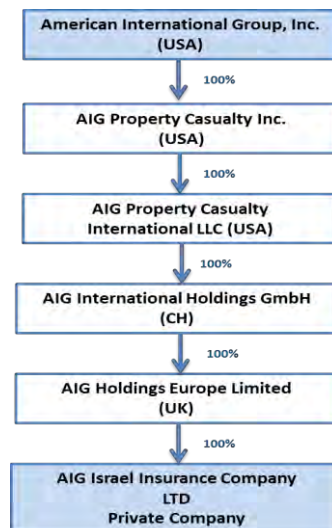 American International Group, Inc.
(USA)
100%
AIG Property Casualty Inc.
(USA)
100%
AIG Property Casualty
International LLC (USA)
100%
AIG International Holdings GmbH
(CH)
100%
AIG Holdings Europe Limited
(UK)
100%
AIG Israel Insurance Company
LTD
Private Company